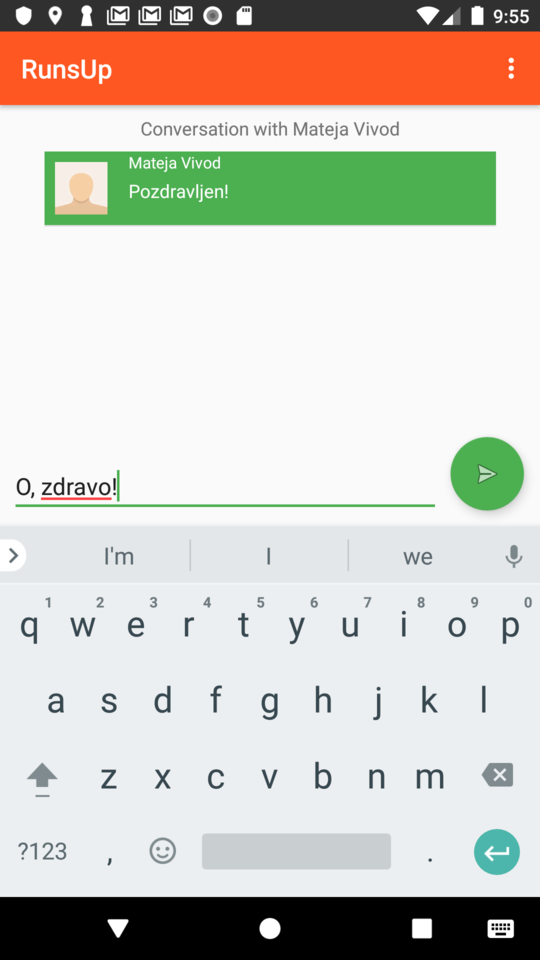 9:55
RunsUp
Conversation with Mateja Vivod
Mateja Vivod
Pozdravljen!
O, zdravo!
I'm I we
1 2 3 4 5 6 7 8 9 0
q w e r t y u i o p
a s d f g h j k l
z x c v b n m
?123 , .